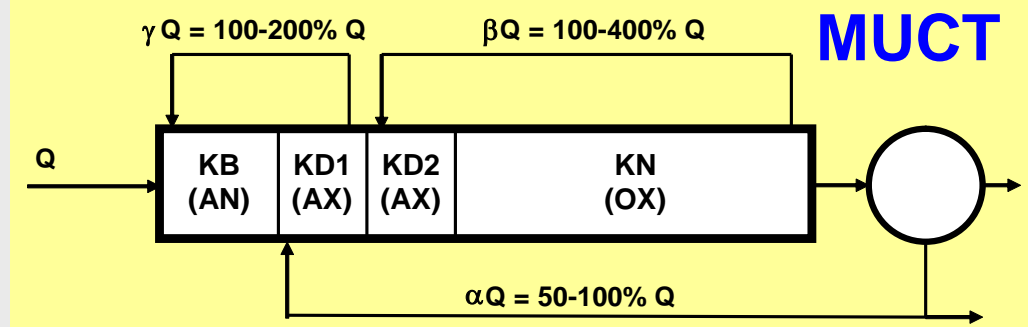 γQ = 100-200% Q
βQ = 100-400% Q
MUCT
Q
KB
(AN)
KD1
(AX)
KD2
(AX)
KN
(OX)
αQ = 50-100% Q